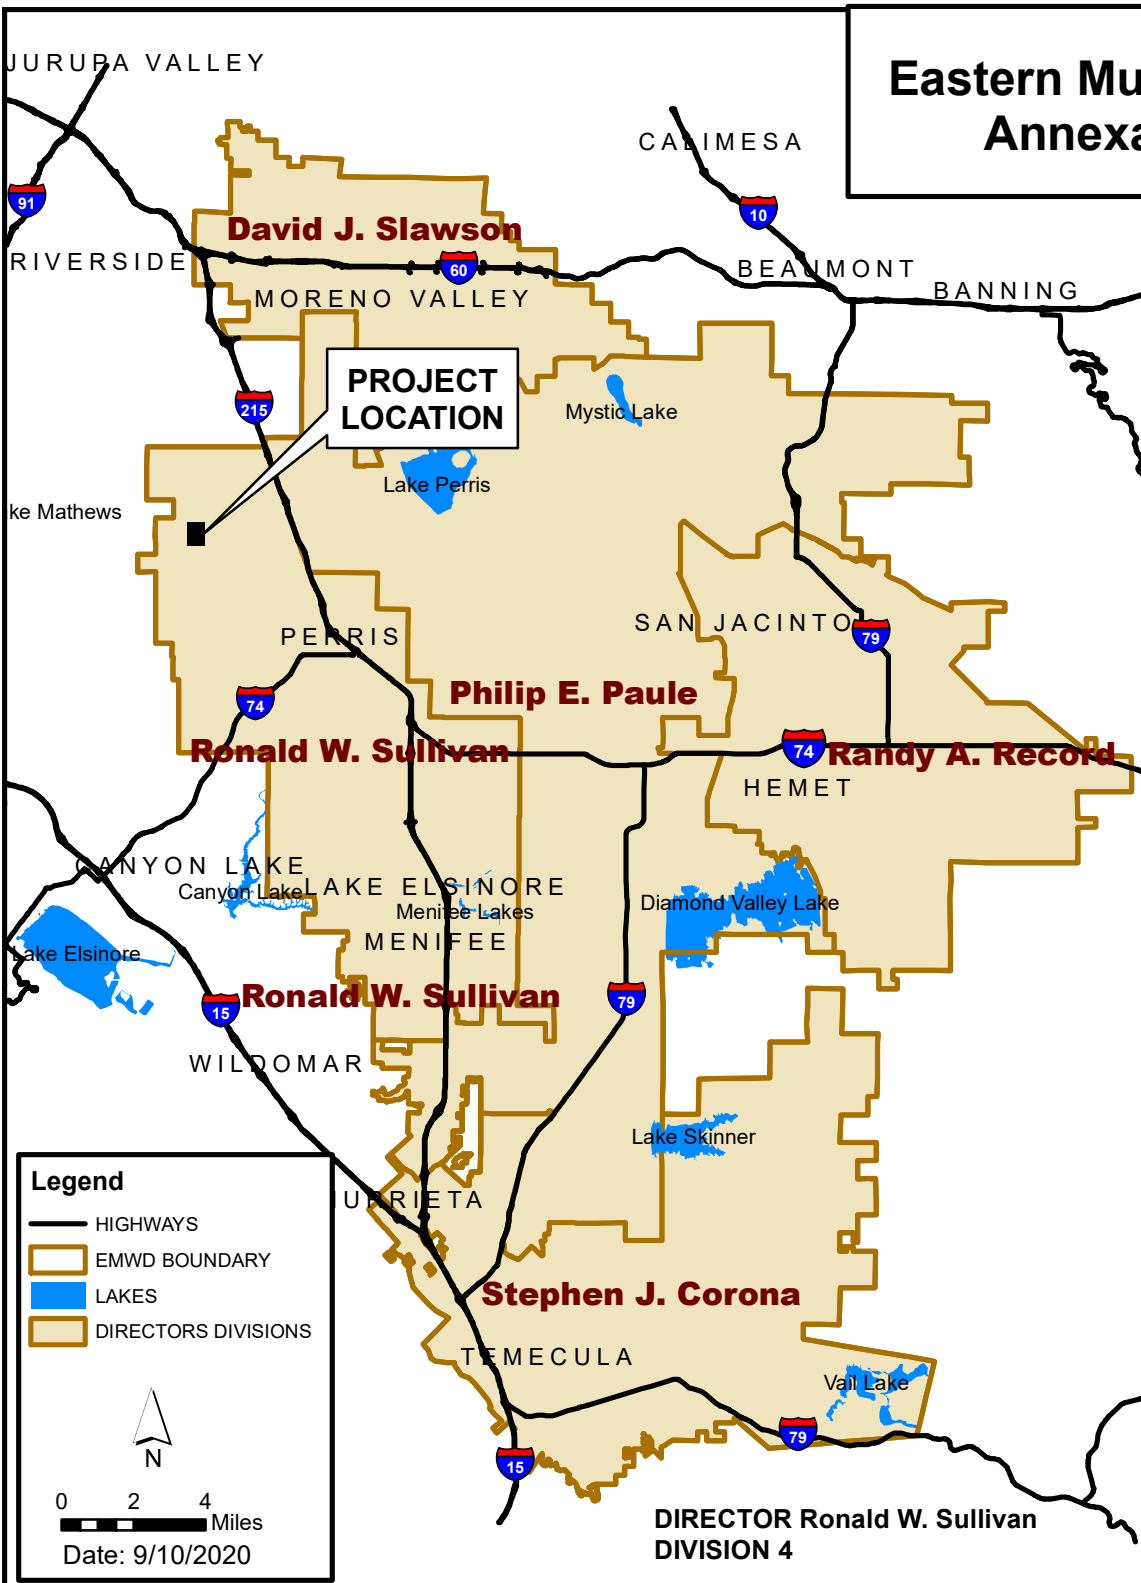 Eastern Mu
Annexa
JURUPA VALLEY
CALIMESA
91
10
David J. Slawson
RIVERSIDE
60
BEAUMONT
BANNING
MORENO VALLEY
PROJECT
LOCATION
215
Mystic Lake
Lake Perris
ke Mathews
SAN JACINTO
79
PERRIS
Philip E. Paule
74
Ronald W. Sullivan
74
Randy A. Record
HEMET
CANYON LAKE
Canyon Lake
LAKE ELSINORE
Menifee Lakes
Diamond Valley Lake
MENIFEE
Lake Elsinore
Ronald W. Sullivan
15
79
WILDOMAR
Lake Skinner
URRIETA
Stephen J. Corona
TEMECULA
Vail Lake
79
15
Legend
HIGHWAYS
EMWD BOUNDARY
LAKES
DIRECTORS DIVISIONS
N
0 2 4
Miles
Date: 9/10/2020
DIRECTOR Ronald W. Sullivan
DIVISION 4